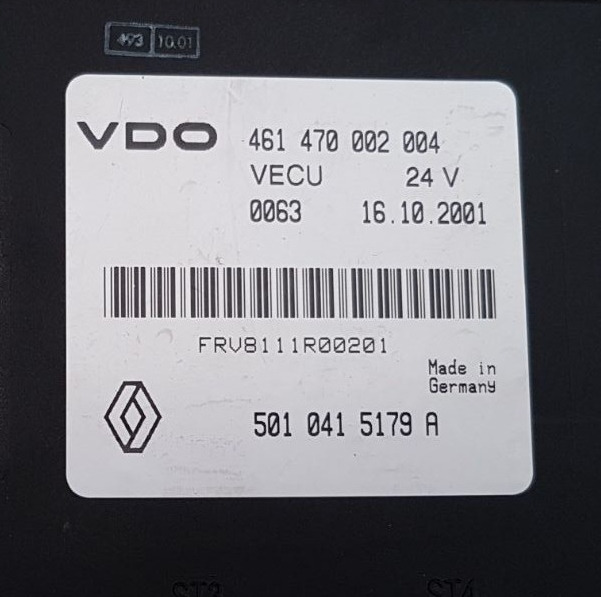 493 10.01
VDO 461 470 002 004
VECU 24 V
0063 16.10.2001
FRV8111R00201
Made in
Germany
501 041 5179 A